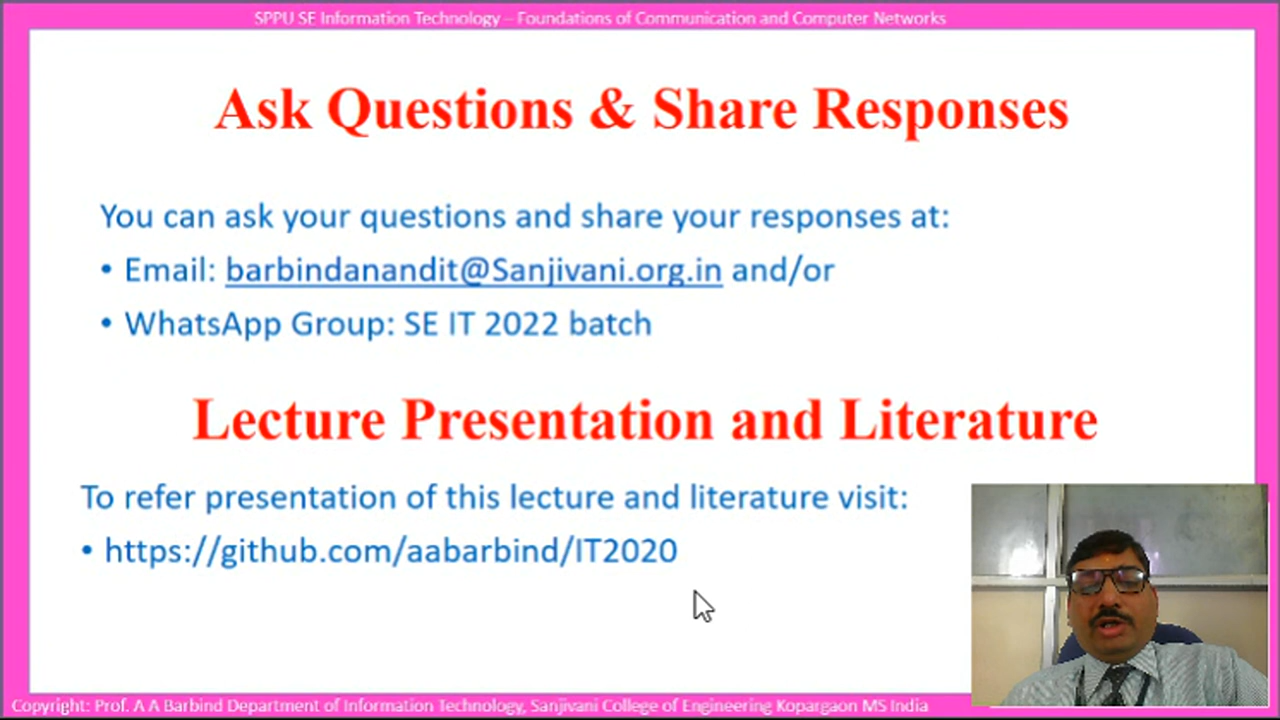 SPPU SE Information Technology – Foundations of Communication and Computer Networks
Ask Questions & Share Responses
You can ask your questions and share your responses at:
• Email: barbindanandit@Sanjivani.org.in and/or
• WhatsApp Group: SE IT 2022 batch
Lecture Presentation and Literature
To refer presentation of this lecture and literature visit:
• https://github.com/aabarbind/IT2020
Copyright: Prof. A A Barbind Department of Information Technology, Sanjivani College of Engineering Kopargaon MS India